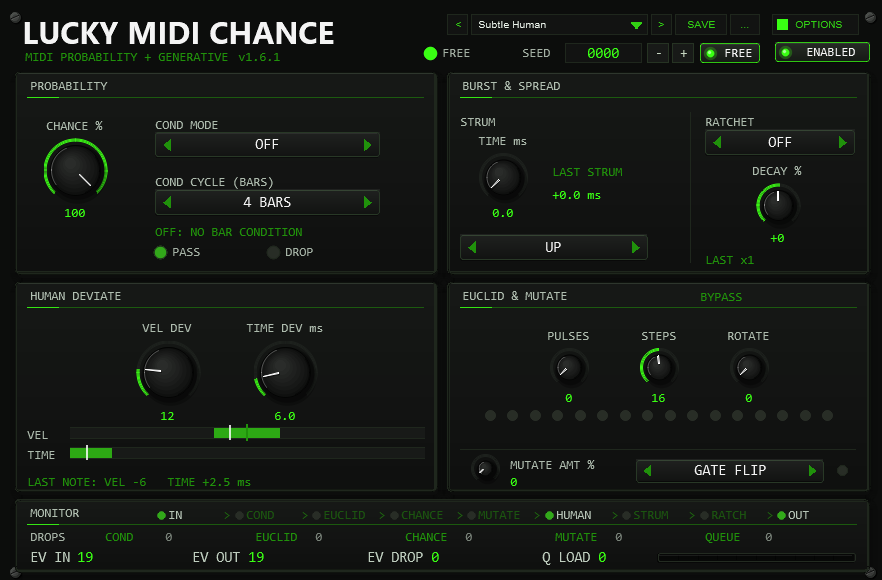 LUCKY MIDI CHANCE
MIDI PROBABILITY + GENERATIVE v1.6.1
< Subtle Human > SAVE ... OPTIONS
FREE SEED 0000 - + FREE ENABLED
PROBABILITY
CHANCE %
100
COND MODE
OFF
COND CYCLE (BARS)
4 BARS
OFF: NO BAR CONDITION
PASS DROP
BURST & SPREAD
STRUM
TIME ms
0.0
LAST STRUM
+0.0 ms
UP
RATCHET
OFF
DECAY %
+0
LAST x1
HUMAN DEVIATE
VEL DEV TIME DEV ms
12 6.0
VEL
TIME
LAST NOTE: VEL -6 TIME +2.5 ms
EUCLID & MUTATE BYPASS
PULSES STEPS ROTATE
0 16 0
MUTATE AMT %
0
GATE FLIP
MONITOR IN > COND > EUCLID > CHANCE > MUTATE > HUMAN > STRUM > RATCH > OUT
DROPS COND 0 EUCLID 0 CHANCE 0 MUTATE 0 QUEUE 0
EV IN 19 EV OUT 19 EV DROP 0 Q LOAD 0